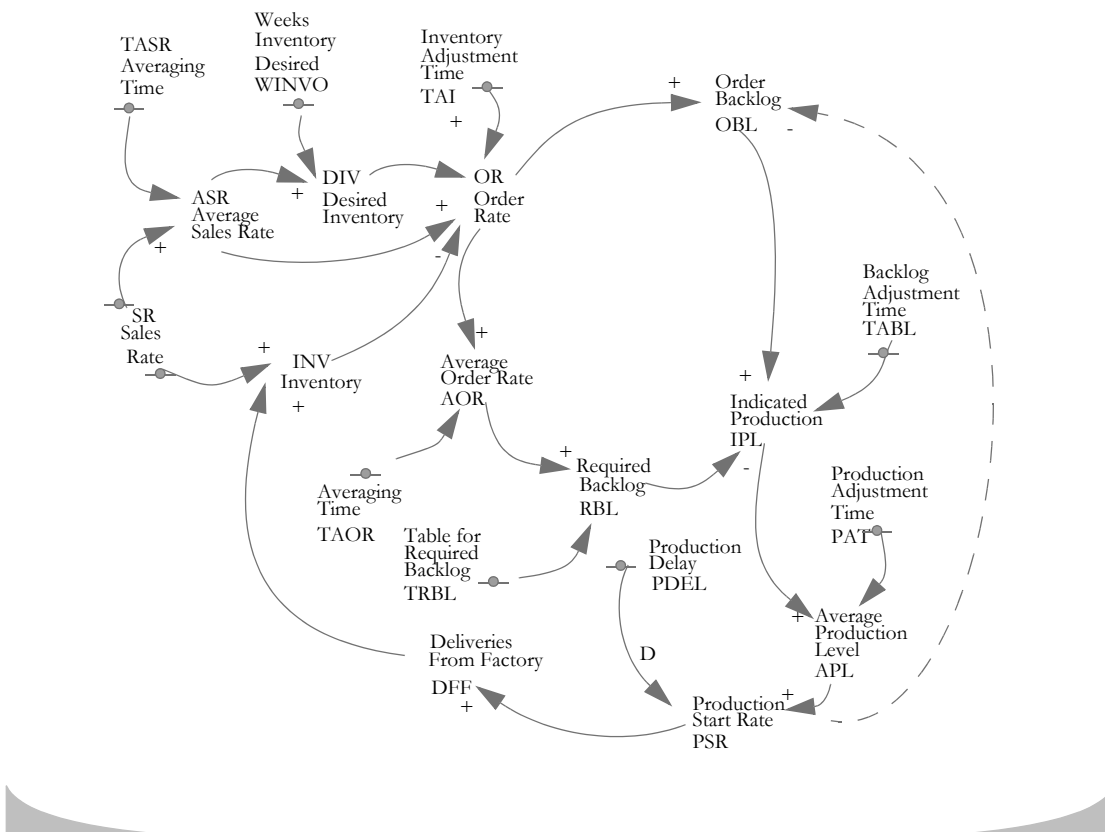 TASR
Averaging
Time
Weeks
Inventory
Desired
WINVO
Inventory
Adjustment
Time
TAI
+
+
Order
Backlog
OBL
-
ASR
Average
Sales Rate
+
+
DIV
Desired
Inventory
OR
Order
Rate
+
-
SR
Sales
Rate
+
INV
Inventory
+
+
Average
Order Rate
AOR
Backlog
Adjustment
Time
TABL
+
Indicated
Production
IPL
-
Averaging
Time
TAOR
+
Required
Backlog
RBL
Table for
Required
Backlog
TRBL
Production
Delay
PDEL
D
Production
Adjustment
Time
PAT
+
Average
Production
Level
APL
Deliveries
From Factory
DFF
+
+
Production
Start Rate
PSR